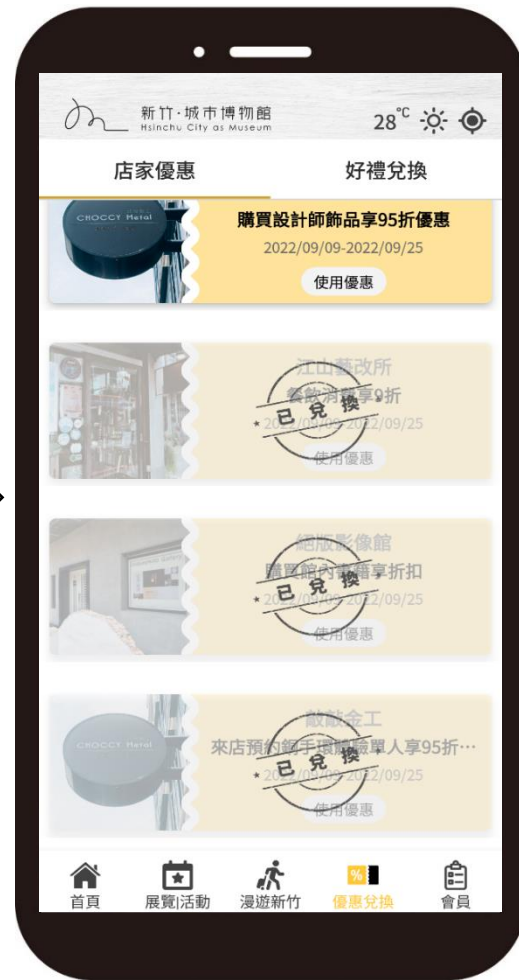 新竹·城市博物館
Hsinchu City as Museum
28°C
店家優惠
好禮兌換
CHOCCY Metal
購買設計師飾品享95折優惠
2022/09/09-2022/09/25
使用優惠
江山藝改所
餐飲消費享9折
2022/09/09-2022/09/25
已兌換
使用優惠
絕版影像館
購買館內書籍享折扣
2022/09/09-2022/09/25
已兌換
使用優惠
CHOCCY Metal
敲敲金工
來店預約鋼手環體驗單人享95折…
2022/09/09-2022/09/25
已兌換
使用優惠
首頁
展覽|活動
漫遊新竹
%
優惠兌換
會員